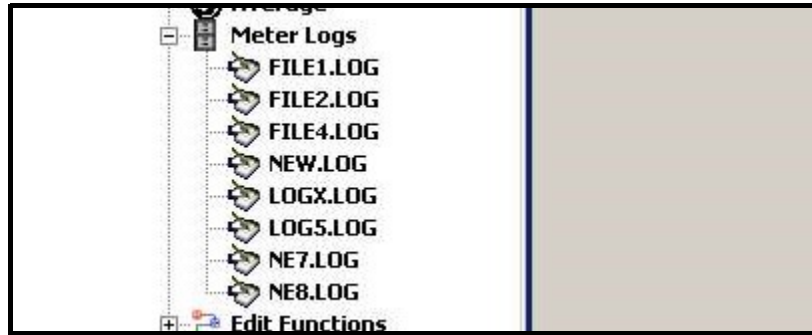 Average
Meter Logs
FILE1.LOG
FILE2.LOG
FILE4.LOG
NEW.LOG
LOGX.LOG
LOG5.LOG
NE7.LOG
NE8.LOG
Edit Functions